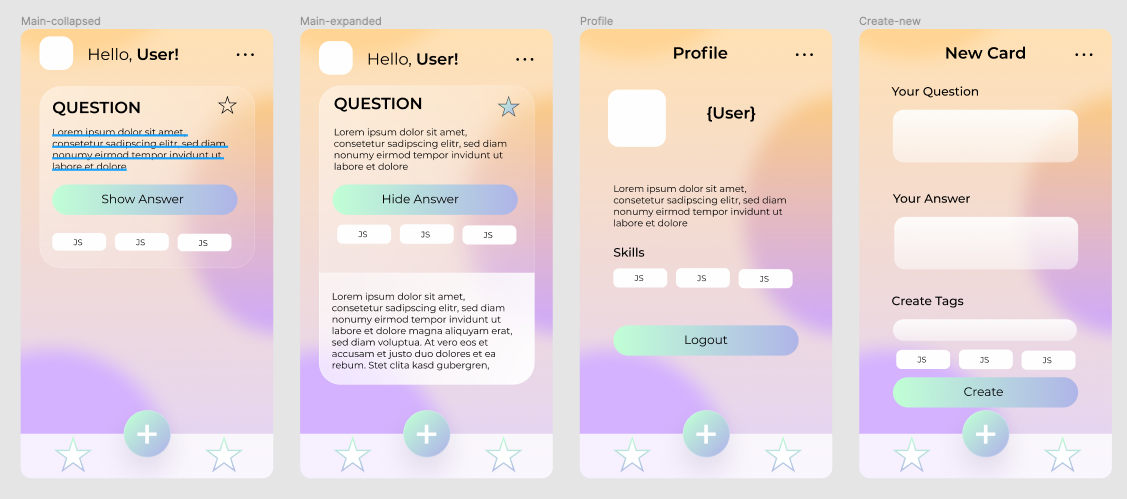 Main-collapsed
Hello, User!
QUESTION
Lorem ipsum dolor sit amet,
consetetur sadipscing elitr, sed diam
nonumy eirmod tempor invidunt ut
labore et dolore
Show Answer
JS
JS
JS
Main-expanded
Hello, User!
QUESTION
Lorem ipsum dolor sit amet,
consetetur sadipscing elitr, sed diam
nonumy eirmod tempor invidunt ut
labore et dolore
Hide Answer
JS
JS
JS
Lorem ipsum dolor sit amet,
consetetur sadipscing elitr, sed diam
nonumy eirmod tempor invidunt ut
labore et dolore magna aliquyam erat,
sed diam voluptua. At vero eos et
accusam et justo duo dolores et ea
rebum. Stet clita kasd gubergren,
Profile
Profile
{User}
Lorem ipsum dolor sit amet,
consetetur sadipscing elitr, sed diam
nonumy eirmod tempor invidunt ut
labore et dolore
Skills
JS
JS
JS
Logout
Create-new
New Card
Your Question
Your Answer
Create Tags
JS
JS
JS
Create